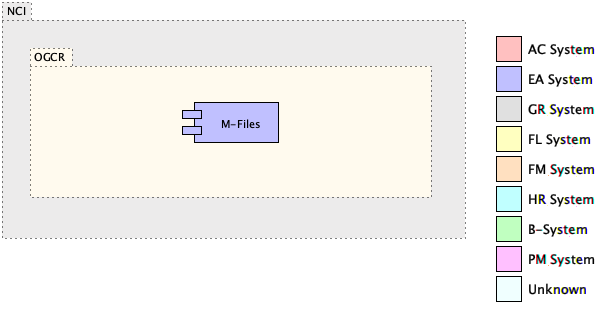 NCI
OGCR
M-Files
AC System
EA System
GR System
FL System
FM System
HR System
B-System
PM System
Unknown